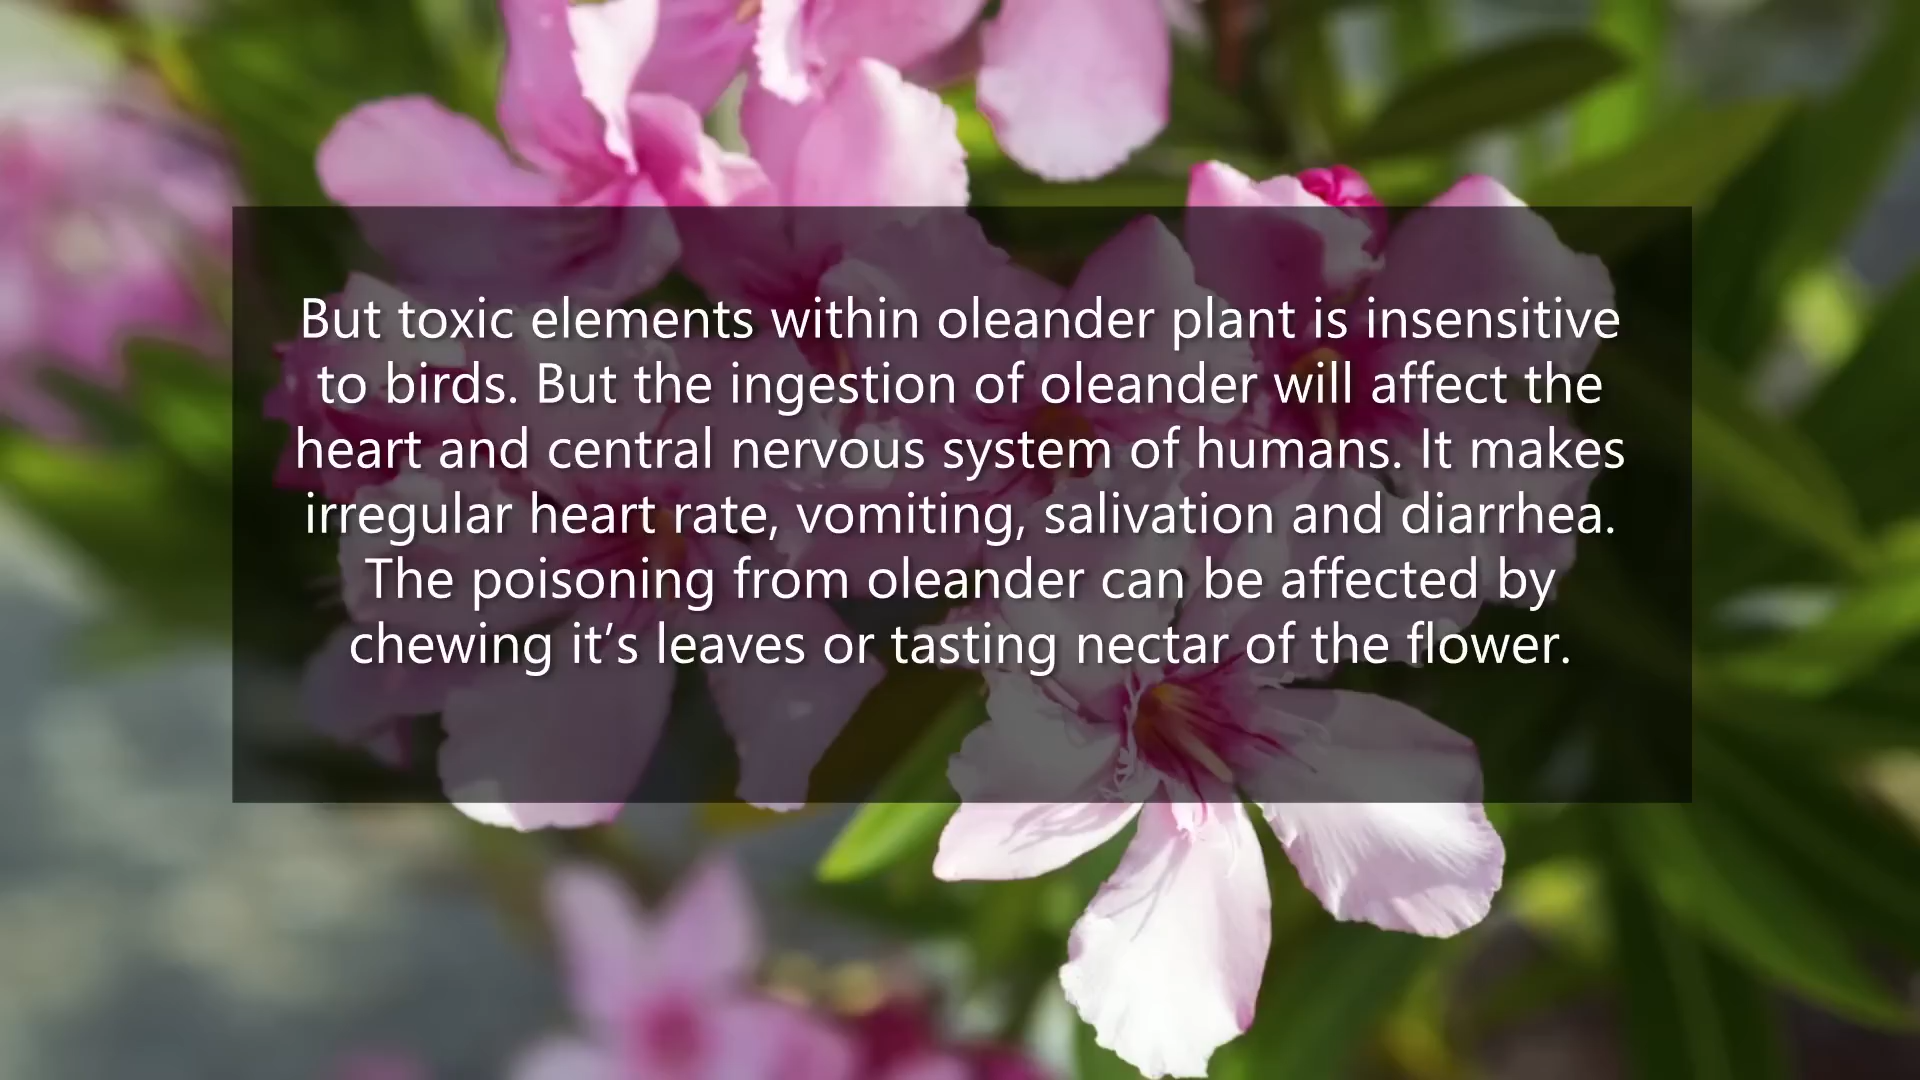 But toxic elements within oleander plant is insensitive
to birds. But the ingestion of oleander will affect the
heart and central nervous system of humans. It makes
irregular heart rate, vomiting, salivation and diarrhea.
The poisoning from oleander can be affected by
chewing it’s leaves or tasting nectar of the flower.